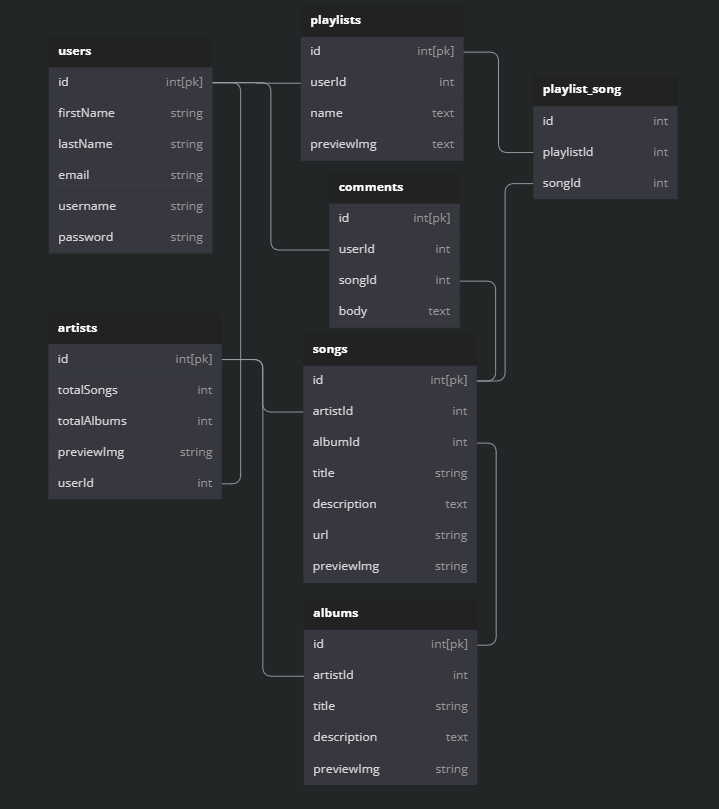 users
id int[pk]
firstName string
lastName string
email string
username string
password string
playlists
id int[pk]
userId int
name text
previewImg text
playlist_song
id int
playlistId int
songId int
comments
id int[pk]
userId int
songId int
body text
artists
id int[pk]
totalSongs int
totalAlbums int
previewImg string
userId int
songs
id int[pk]
artistId int
albumId int
title string
description text
url string
previewImg string
albums
id int[pk]
artistId int
title string
description text
previewImg string